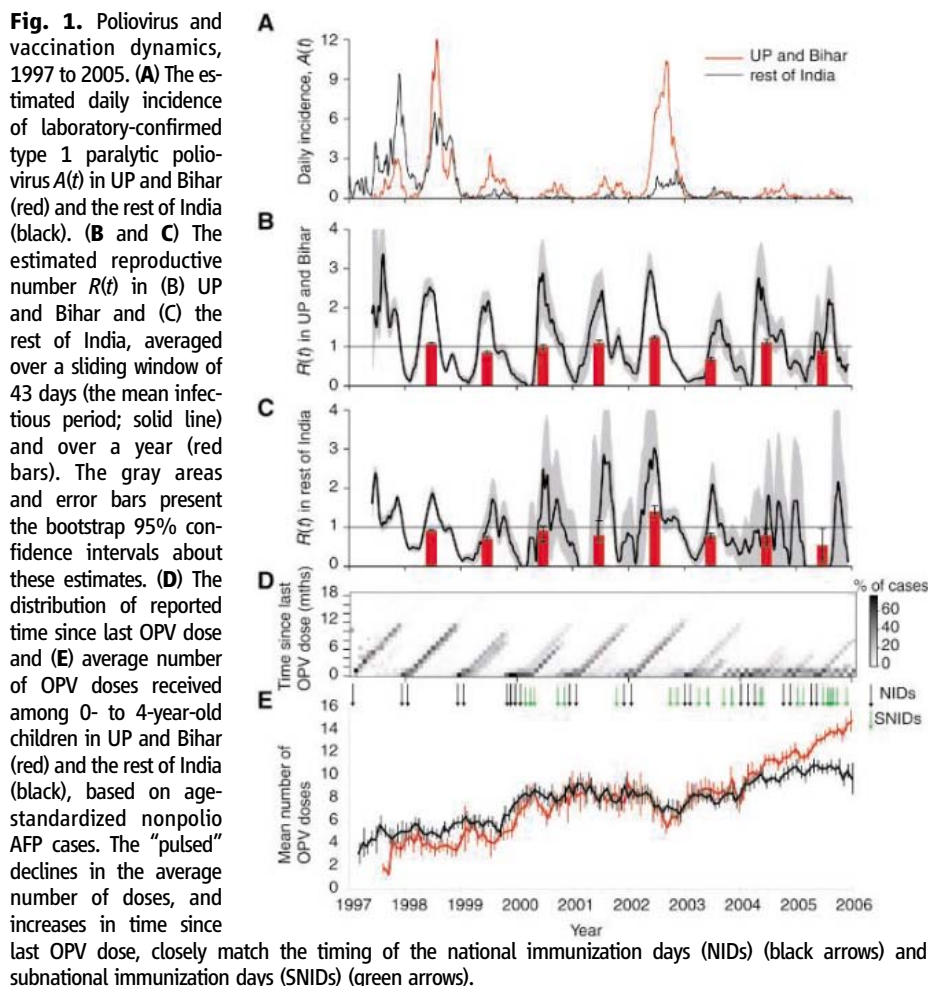 Fig. 1. Poliovirus and
vaccination dynamics,
1997 to 2005. (A) The es-
timated daily incidence
of laboratory-confirmed
type 1 paralytic polio-
virus A(t) in UP and Bihar
(red) and the rest of India
(black). (B and C) The
estimated reproductive
number R(t) in (B) UP
and Bihar and (C) the
rest of India, averaged
over a sliding window of
43 days (the mean infec-
tious period; solid line)
and over a year (red
bars). The gray areas
and error bars present
the bootstrap 95% con-
fidence intervals about
these estimates. (D) The
distribution of reported
time since last OPV dose
and (E) average number
of OPV doses received
among 0- to 4-year-old
children in UP and Bihar
(red) and the rest of India
(black), based on age-
standardized nonpolio
AFP cases. The “pulsed”
declines in the average
number of doses, and
increases in time since
last OPV dose, closely match the timing of the national immunization days (NIDs) (black arrows) and
subnational immunization days (SNIDs) (green arrows).
A
Daily incidence, A(t)
12
9
6
3
0
UP and Bihar
rest of India
B
R(t) in UP and Bihar
4
3
2
1
0
C
R(t) in rest of India
4
3
2
1
0
D
Time since last
OPV dose (mths)
18
12
6
0
% of cases
60
40
20
0
NIDs
SNIDs
E
Mean number of
OPV doses
16
14
12
10
8
6
4
2
0
1997 1998 1999 2000 2001 2002 2003 2004 2005 2006
Year